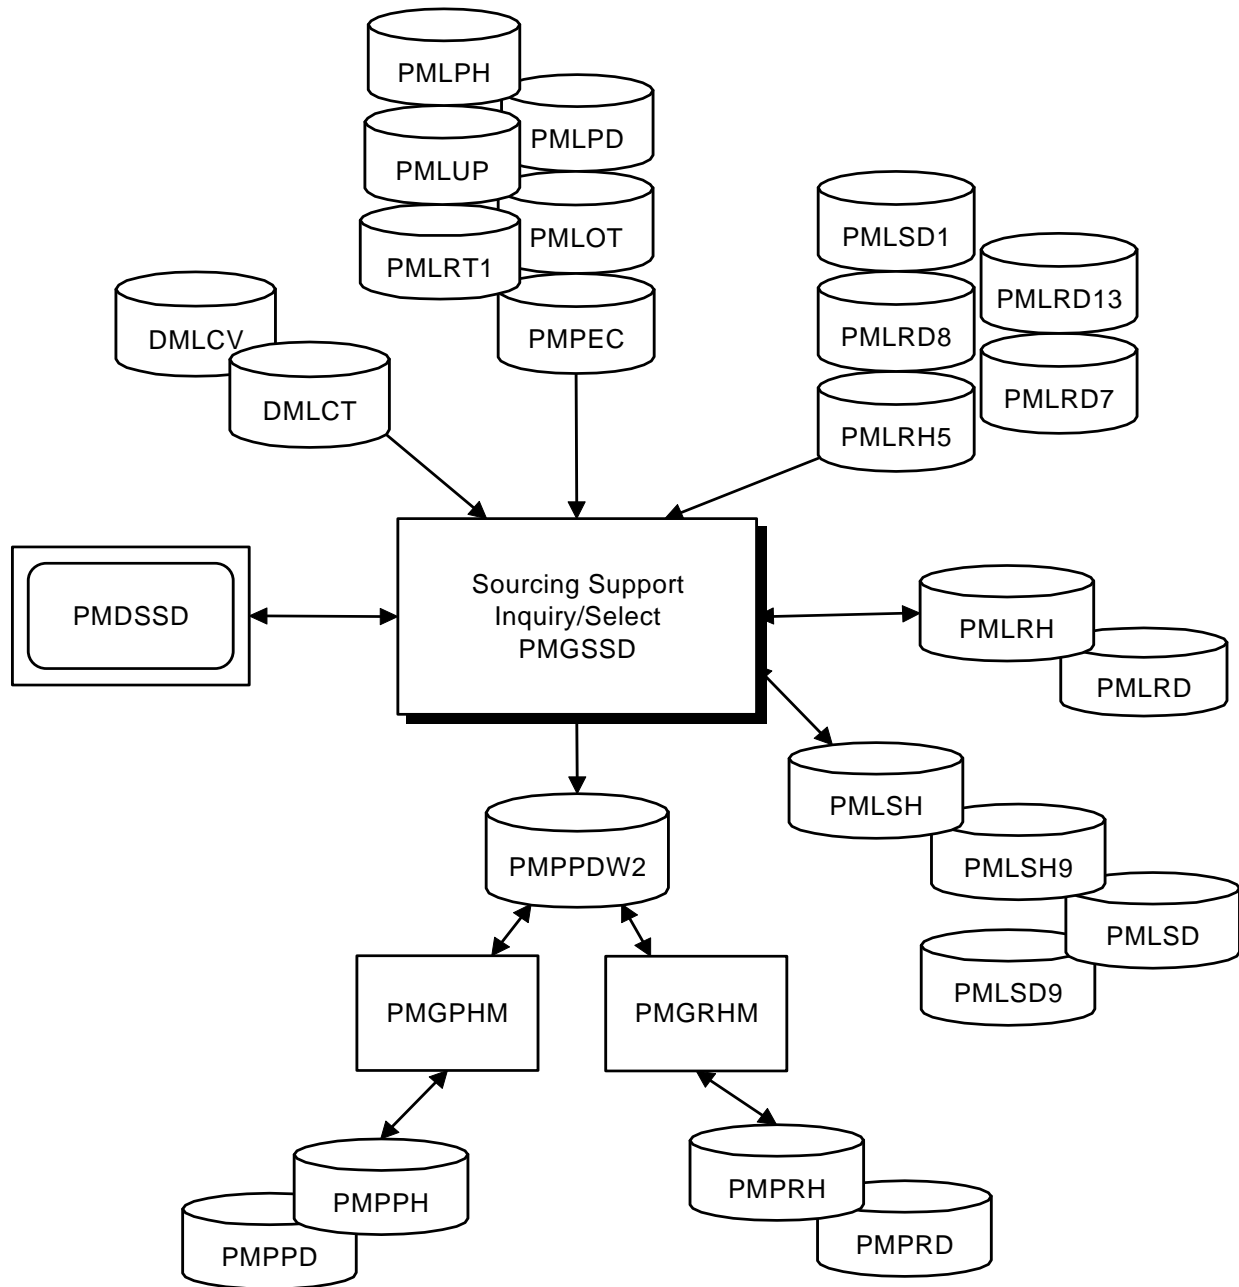 PMLPH
PMLPD
PMLUP
PMLOT
PMLSD1
PMLRT1
PMLRD13
DMLCV
PMPEC
PMLRD8
DMLCT
PMLRD7
PMLRH5
PMDSSD
Sourcing Support
Inquiry/Select
PMGSSD
PMLRH
PMLRD
PMLSH
PMPPDW2
PMLSH9
PMLSD
PMLSD9
PMGPHM
PMGRHM
PMPPH
PMPRH
PMPPD
PMPRD